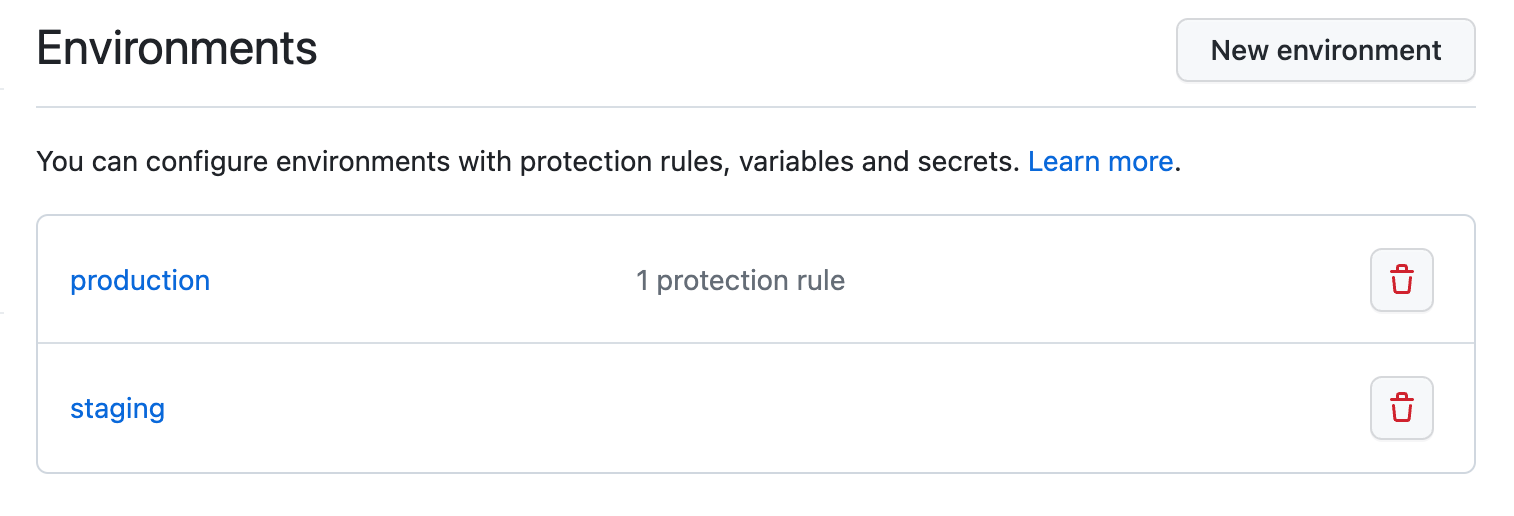 Environments
New environment
You can configure environments with protection rules, variables and secrets. Learn more.
production 1 protection rule
staging